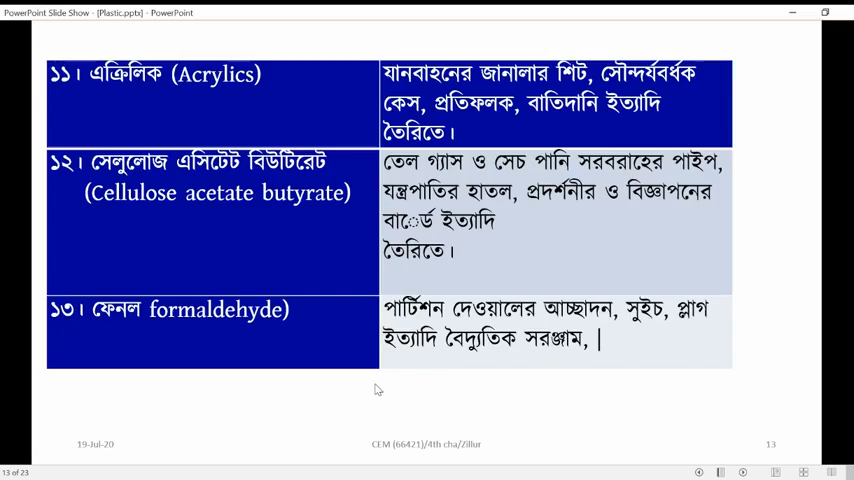 PowerPoint Slide Show - [Plastic.pptx] - PowerPoint
১১। এক্রিলিক (Acrylics)
যানবাহনের জানালার শিট, সৌন্দর্যবর্ধক
কেস, প্রতিফলক, বাতিদানি ইত্যাদি
তৈরিতে।
১২। সেলুলোজ এসিটেট বিউটিরেট
(Cellulose acetate butyrate)
তেল গ্যাস ও সেচ পানি সরবরাহের পাইপ,
যন্ত্রপাতির হাতল, প্রদর্শনীর ও বিজ্ঞাপনের
বাের্ড ইত্যাদি
তৈরিতে।
১৩। ফেনল formaldehyde)
পার্টিশন দেওয়ালের আচ্ছাদন, সুইচ, প্লাগ
ইত্যাদি বৈদ্যুতিক সরঞ্জাম, |
19-Jul-20
CEM (66421)/4th cha/Zillur
13
13 of 23